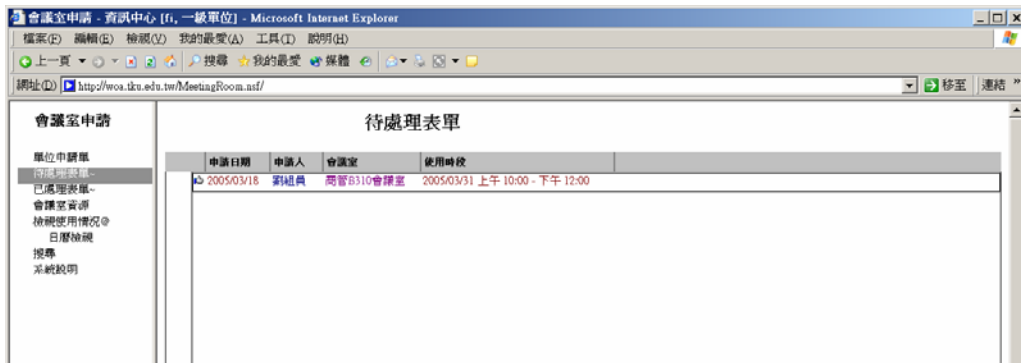 會議室申請 - 資訊中心 [fi, 一級單位] - Microsoft Internet Explorer
檔案(F) 編輯(E) 檢視(V) 我的最愛(A) 工具(T) 說明(H)
上一頁 搜尋 我的最愛 媒體
網址(D) http://woa.tku.edu.tw/MeetingRoom.nsf/ 移至 連結 »
會議室申請
待處理表單
單位申請單
待處理表單~
已處理表單~
會議室資源
檢視使用情況@
日曆檢視
搜尋
系統說明
申請日期 申請人 會議室 使用時段
2005/03/18 劉組員 商管B310會議室 2005/03/31 上午 10:00 - 下午 12:00